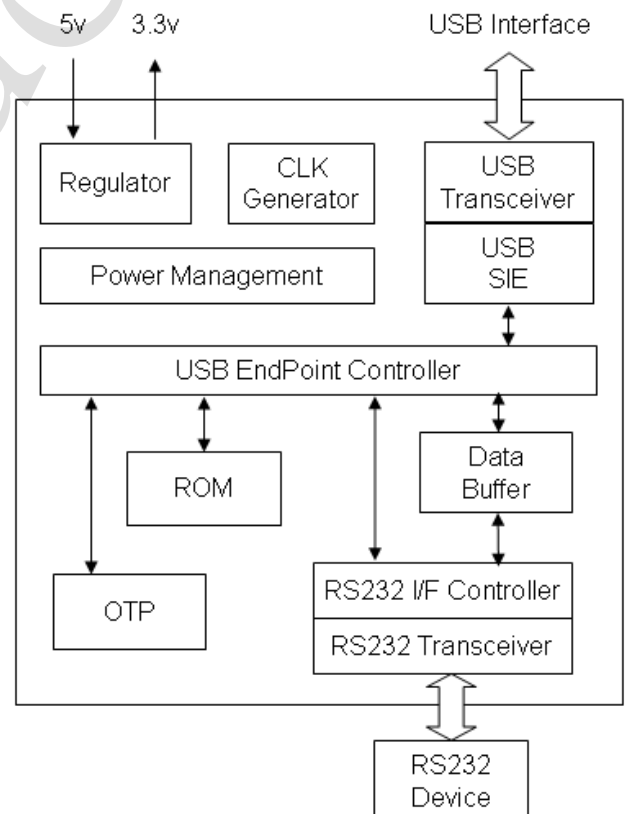 5v 3.3v USB Interface
Regulator
CLK
Generator
USB
Transceiver
Power Management
USB
SIE
USB EndPoint Controller
ROM
Data
Buffer
OTP
RS232 I/F Controller
RS232 Transceiver
RS232
Device